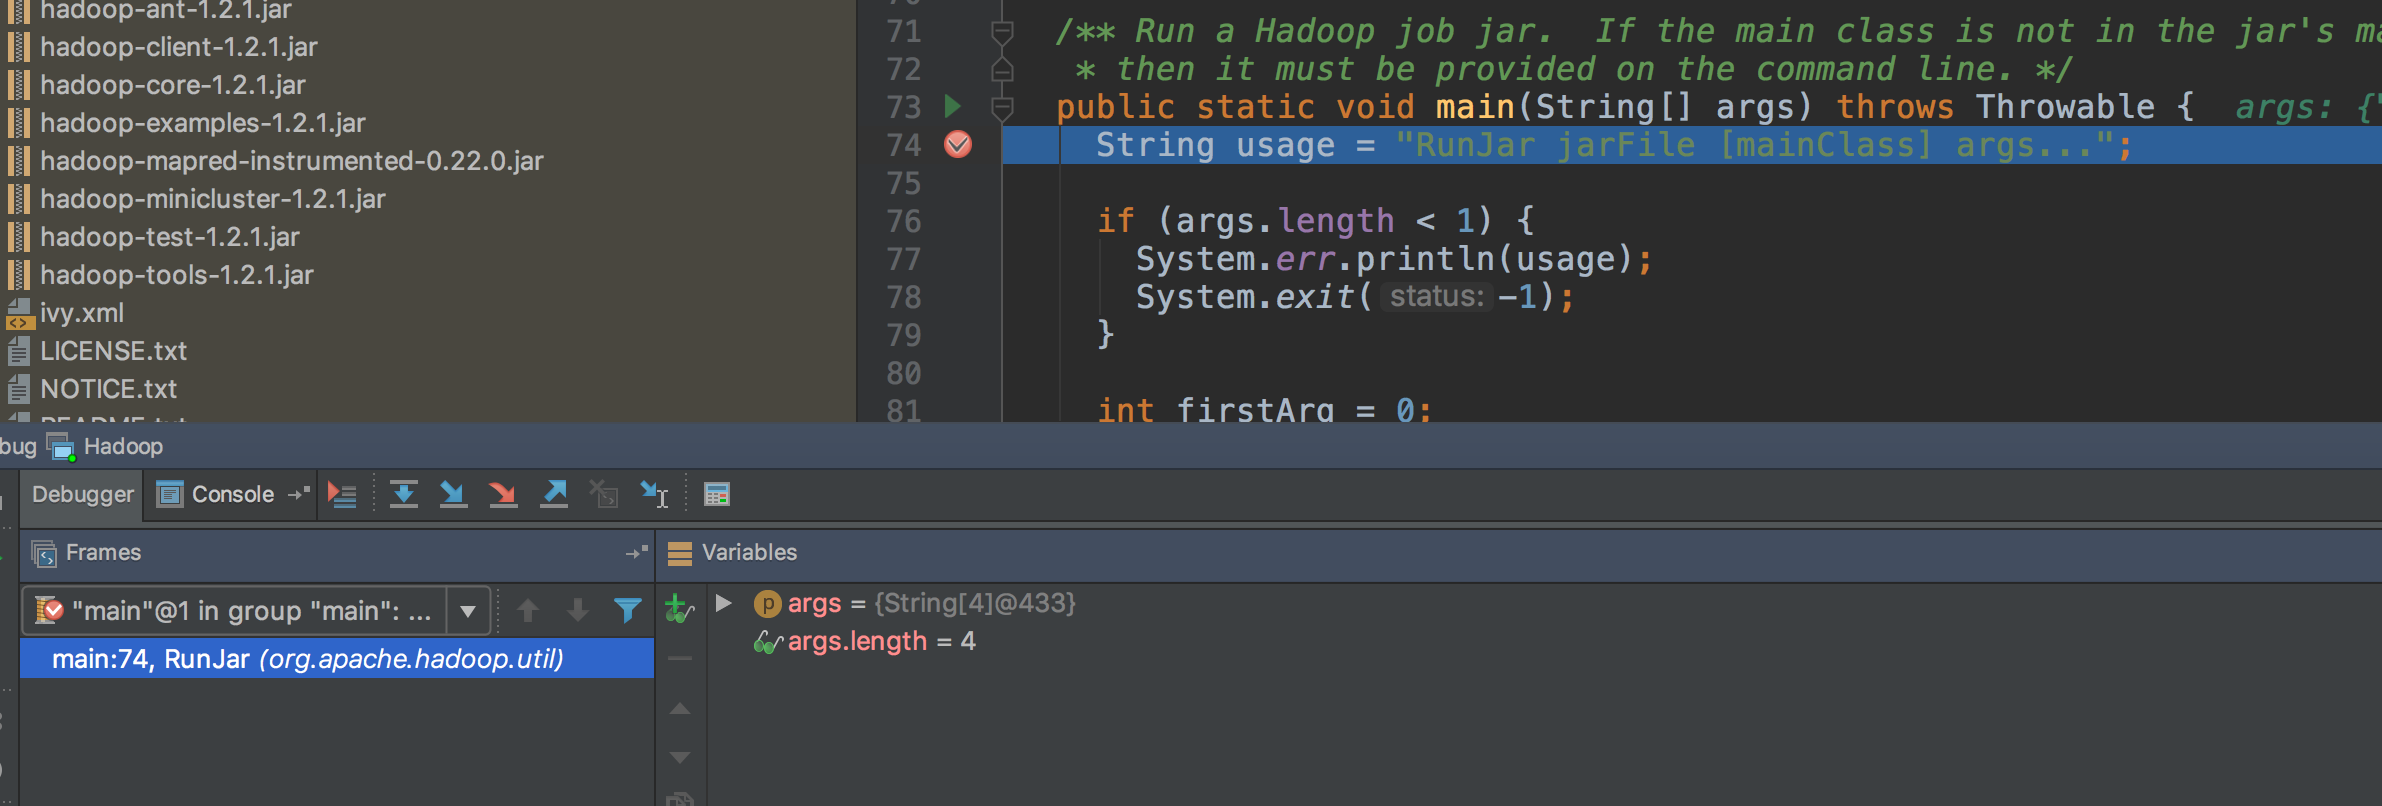 hadoop-ant-1.2.1.jar
hadoop-client-1.2.1.jar
hadoop-core-1.2.1.jar
hadoop-examples-1.2.1.jar
hadoop-mapred-instrumented-0.22.0.jar
hadoop-minicluster-1.2.1.jar
hadoop-test-1.2.1.jar
hadoop-tools-1.2.1.jar
ivy.xml
LICENSE.txt
NOTICE.txt
README.txt
71 /** Run a Hadoop job jar.  If the main class is not in the jar's ma
72 * then it must be provided on the command line. */
73 public static void main(String[] args) throws Throwable {  args: {"
74 String usage = "RunJar jarFile [mainClass] args...";
75
76 if (args.length < 1) {
77 System.err.println(usage);
78 System.exit( status: -1);
79 }
80
81 int firstArg = 0;
bug Hadoop
Debugger Console
Frames
"main"@1 in group "main": ...
main:74, RunJar (org.apache.hadoop.util)
Variables
p args = {String[4]@433}
args.length = 4